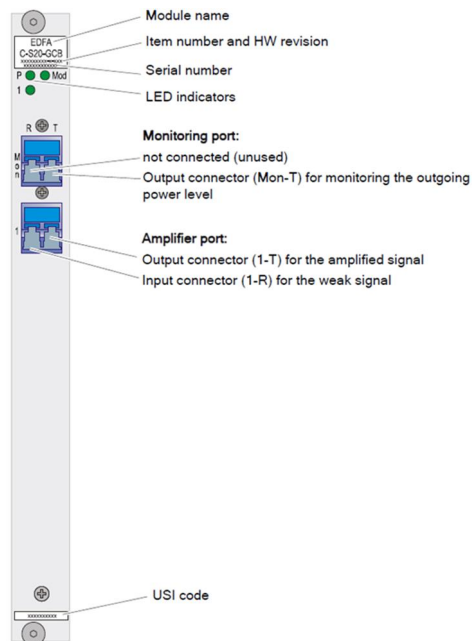 Module name
EDFA
C-S20-GCB
Item number and HW revision
Serial number
P Mod
LED indicators
1
R T
Monitoring port:
Mon
not connected (unused)
Output connector (Mon-T) for monitoring the outgoing
power level
1
Amplifier port:
Output connector (1-T) for the amplified signal
Input connector (1-R) for the weak signal
USI code